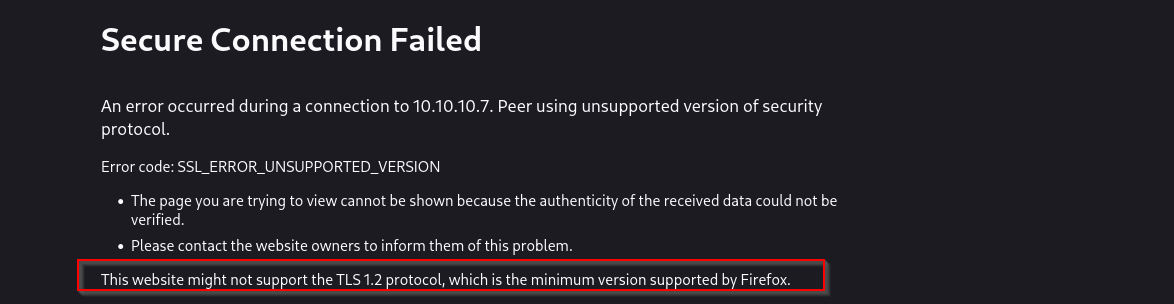 Secure Connection Failed
An error occurred during a connection to 10.10.10.7. Peer using unsupported version of security
protocol.
Error code: SSL_ERROR_UNSUPPORTED_VERSION
• The page you are trying to view cannot be shown because the authenticity of the received data could not be
verified.
• Please contact the website owners to inform them of this problem.
This website might not support the TLS 1.2 protocol, which is the minimum version supported by Firefox.